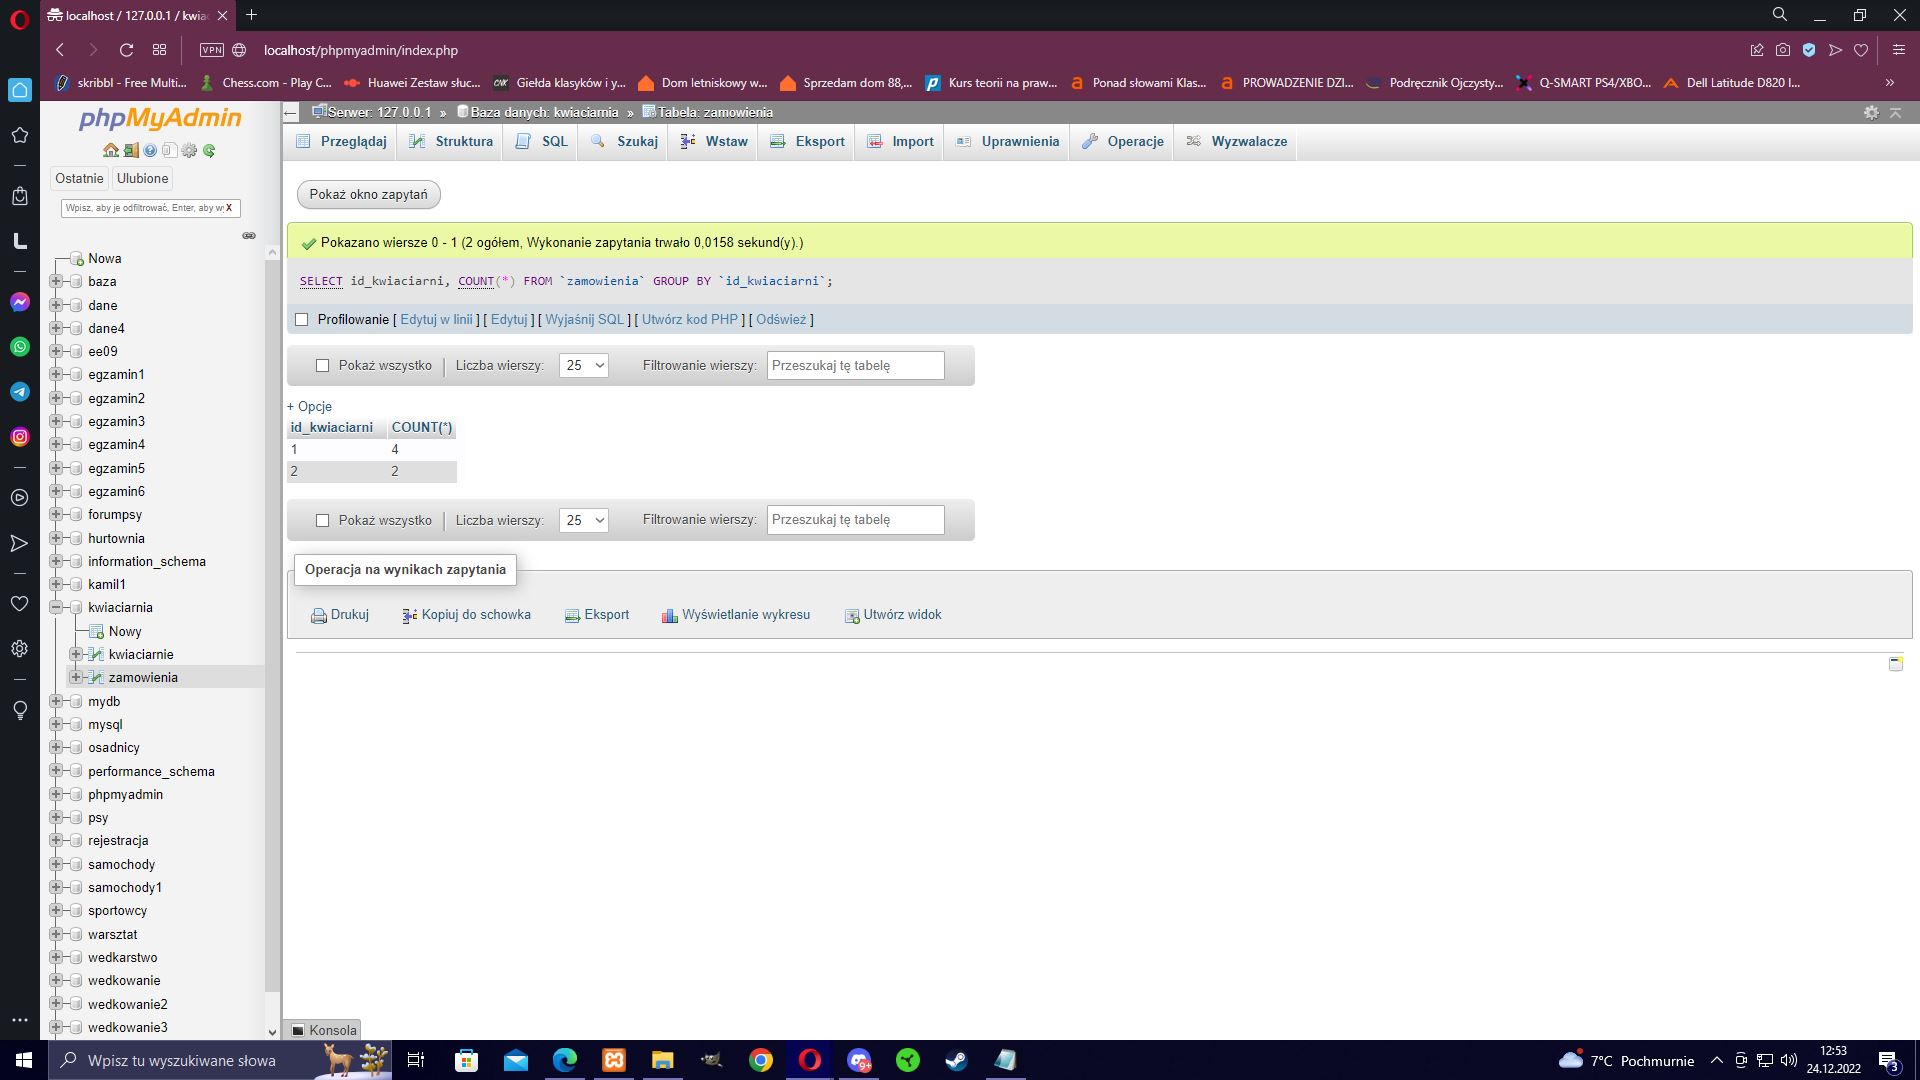 localhost / 127.0.0.1 / kwia
VPN
localhost/phpmyadmin/index.php
skribbl - Free Multi...
Chess.com - Play C...
Huawei Zestaw słuc...
Giełda klasyków i y...
Dom letniskowy w...
Sprzedam dom 88,...
Kurs teorii na praw...
Ponad słowami Klas...
PROWADZENIE DZI...
Podręcznik Ojczysty...
Q-SMART PS4/XBO...
Dell Latitude D820 I...
»
phpMyAdmin
Ostatnie
Ulubione
Wpisz, aby je odfiltrować, Enter, aby wy
X
Nowa
baza
dane
dane4
ee09
egzamin1
egzamin2
egzamin3
egzamin4
egzamin5
egzamin6
forumpsy
hurtownia
information_schema
kamil1
kwiaciarnia
Nowy
kwiaciarnie
zamowienia
mydb
mysql
osadnicy
performance_schema
phpmyadmin
psy
rejestracja
samochody
samochody1
sportowcy
warsztat
wedkarstwo
wedkowanie
wedkowanie2
wedkowanie3
Serwer: 127.0.0.1 » Baza danych: kwiaciarnia » Tabela: zamowienia
Przeglądaj
Struktura
SQL
Szukaj
Wstaw
Eksport
Import
Uprawnienia
Operacje
Wyzwalacze
Pokaż okno zapytań
Pokazano wiersze 0 - 1 (2 ogółem, Wykonanie zapytania trwało 0,0158 sekund(y).)
SELECT id_kwiaciarni, COUNT(*) FROM `zamowienia` GROUP BY `id_kwiaciarni`;
Profilowanie [ Edytuj w linii ] [ Edytuj ] [ Wyjaśnij SQL ] [ Utwórz kod PHP ] [ Odśwież ]
Pokaż wszystko
Liczba wierszy: 25
Filtrowanie wierszy: Przeszukaj tę tabelę
+ Opcje
id_kwiaciarni COUNT(*)
1 4
2 2
Pokaż wszystko
Liczba wierszy: 25
Filtrowanie wierszy: Przeszukaj tę tabelę
Operacja na wynikach zapytania
Drukuj
Kopiuj do schowka
Eksport
Wyświetlanie wykresu
Utwórz widok
Konsola
Wpisz tu wyszukiwane słowa
9+
7°C Pochmurnie
12:53
24.12.2022
3